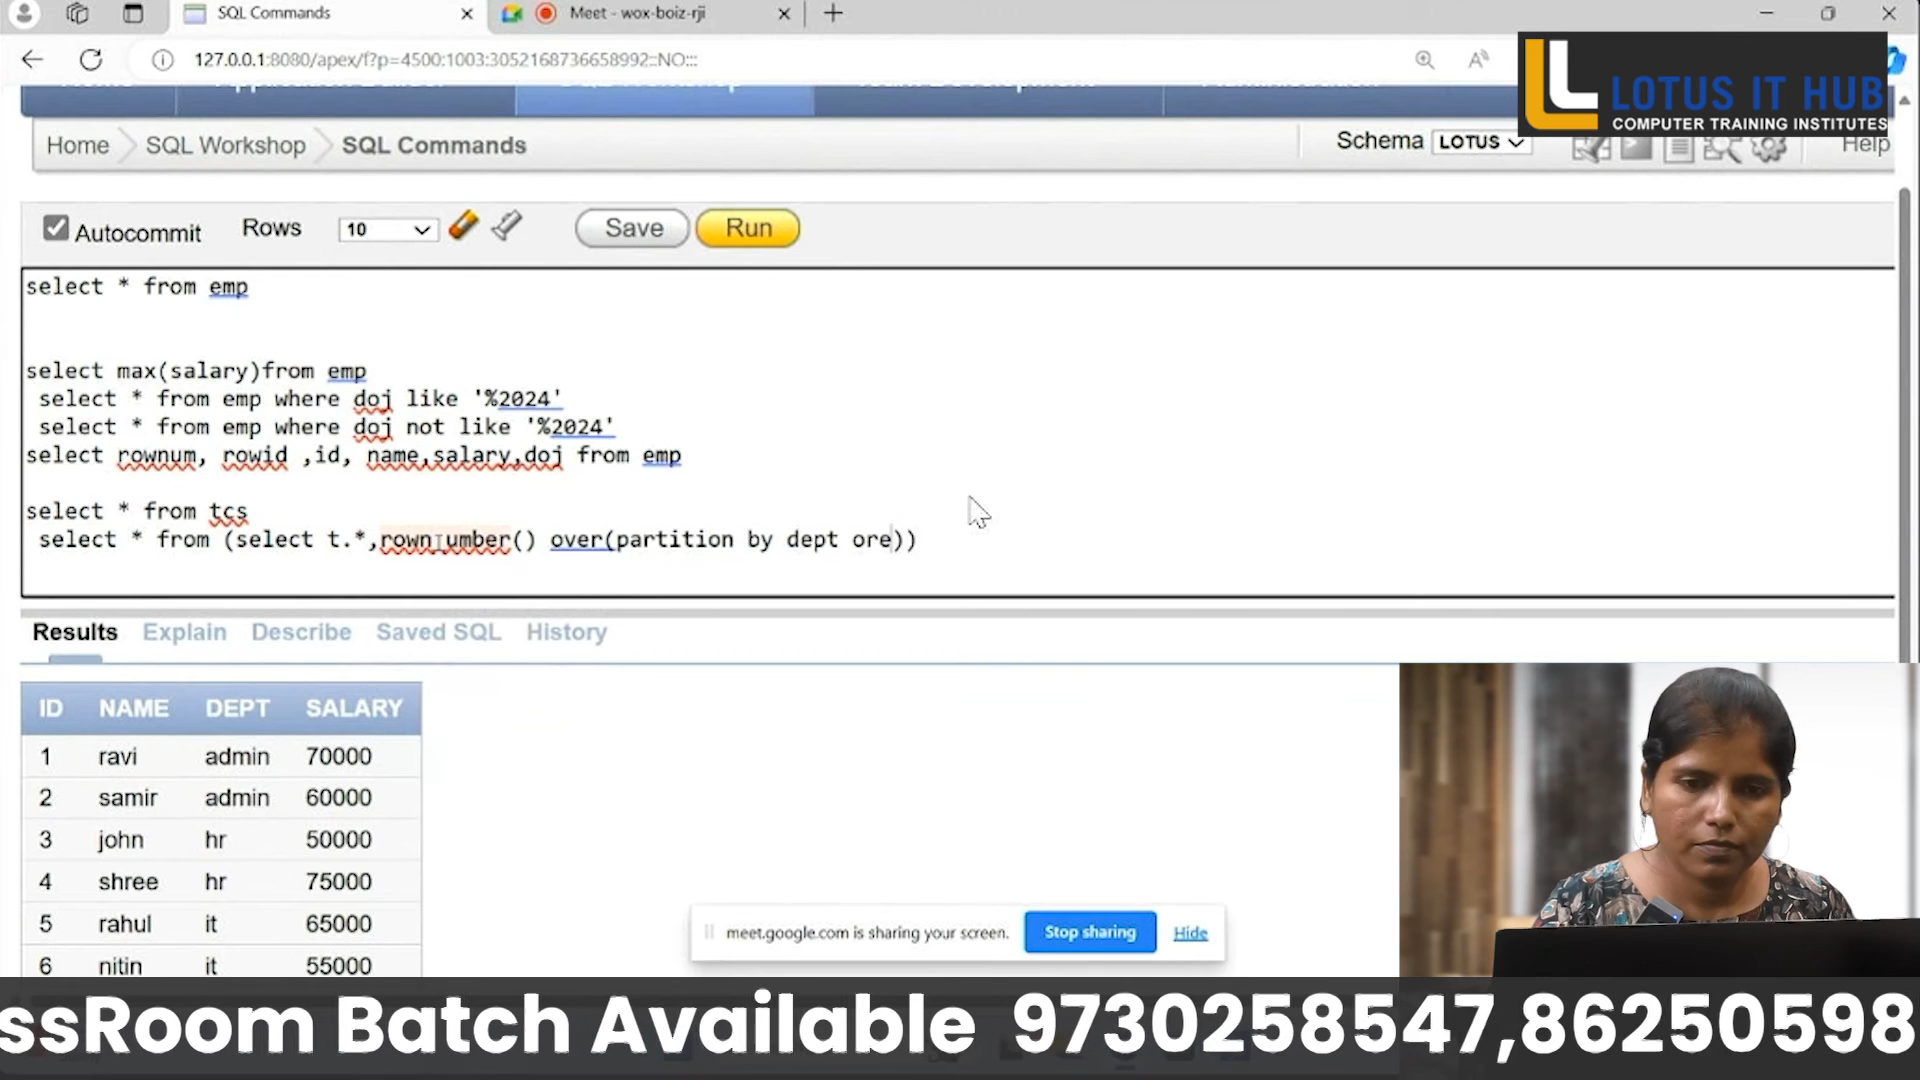 SQL Commands
Meet - wox-boiz-rji
127.0.0.1:8080/apex/f?p=4500:1003:3052168736658992::NO:::
LOTUS IT HUB
COMPUTER TRAINING INSTITUTES
Home
SQL Workshop
SQL Commands
Schema
LOTUS
Help
Autocommit
Rows
10
Save
Run
select * from emp
select max(salary)from emp
select * from emp where doj like '%2024'
select * from emp where doj not like '%2024'
select rownum, rowid ,id, name,salary,doj from emp
select * from tcs
select * from (select t.*,rownumber() over(partition by dept ore))
Results
Explain
Describe
Saved SQL
History
ID NAME DEPT SALARY
1 ravi admin 70000
2 samir admin 60000
3 john hr 50000
4 shree hr 75000
5 rahul it 65000
6 nitin it 55000
meet.google.com is sharing your screen.
Stop sharing
Hide
ssRoom Batch Available 9730258547,86250598